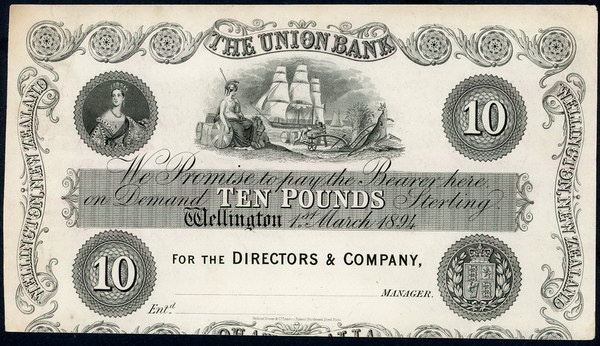 THE UNION BANK
WELLINGTON, NEW ZEALAND
WELLINGTON, NEW ZEALAND
10
We Promise to pay the Bearer here,
on Demand TEN POUNDS Sterling
Wellington 1st March 1894
10
FOR THE DIRECTORS & COMPANY,
MANAGER.
Entd.